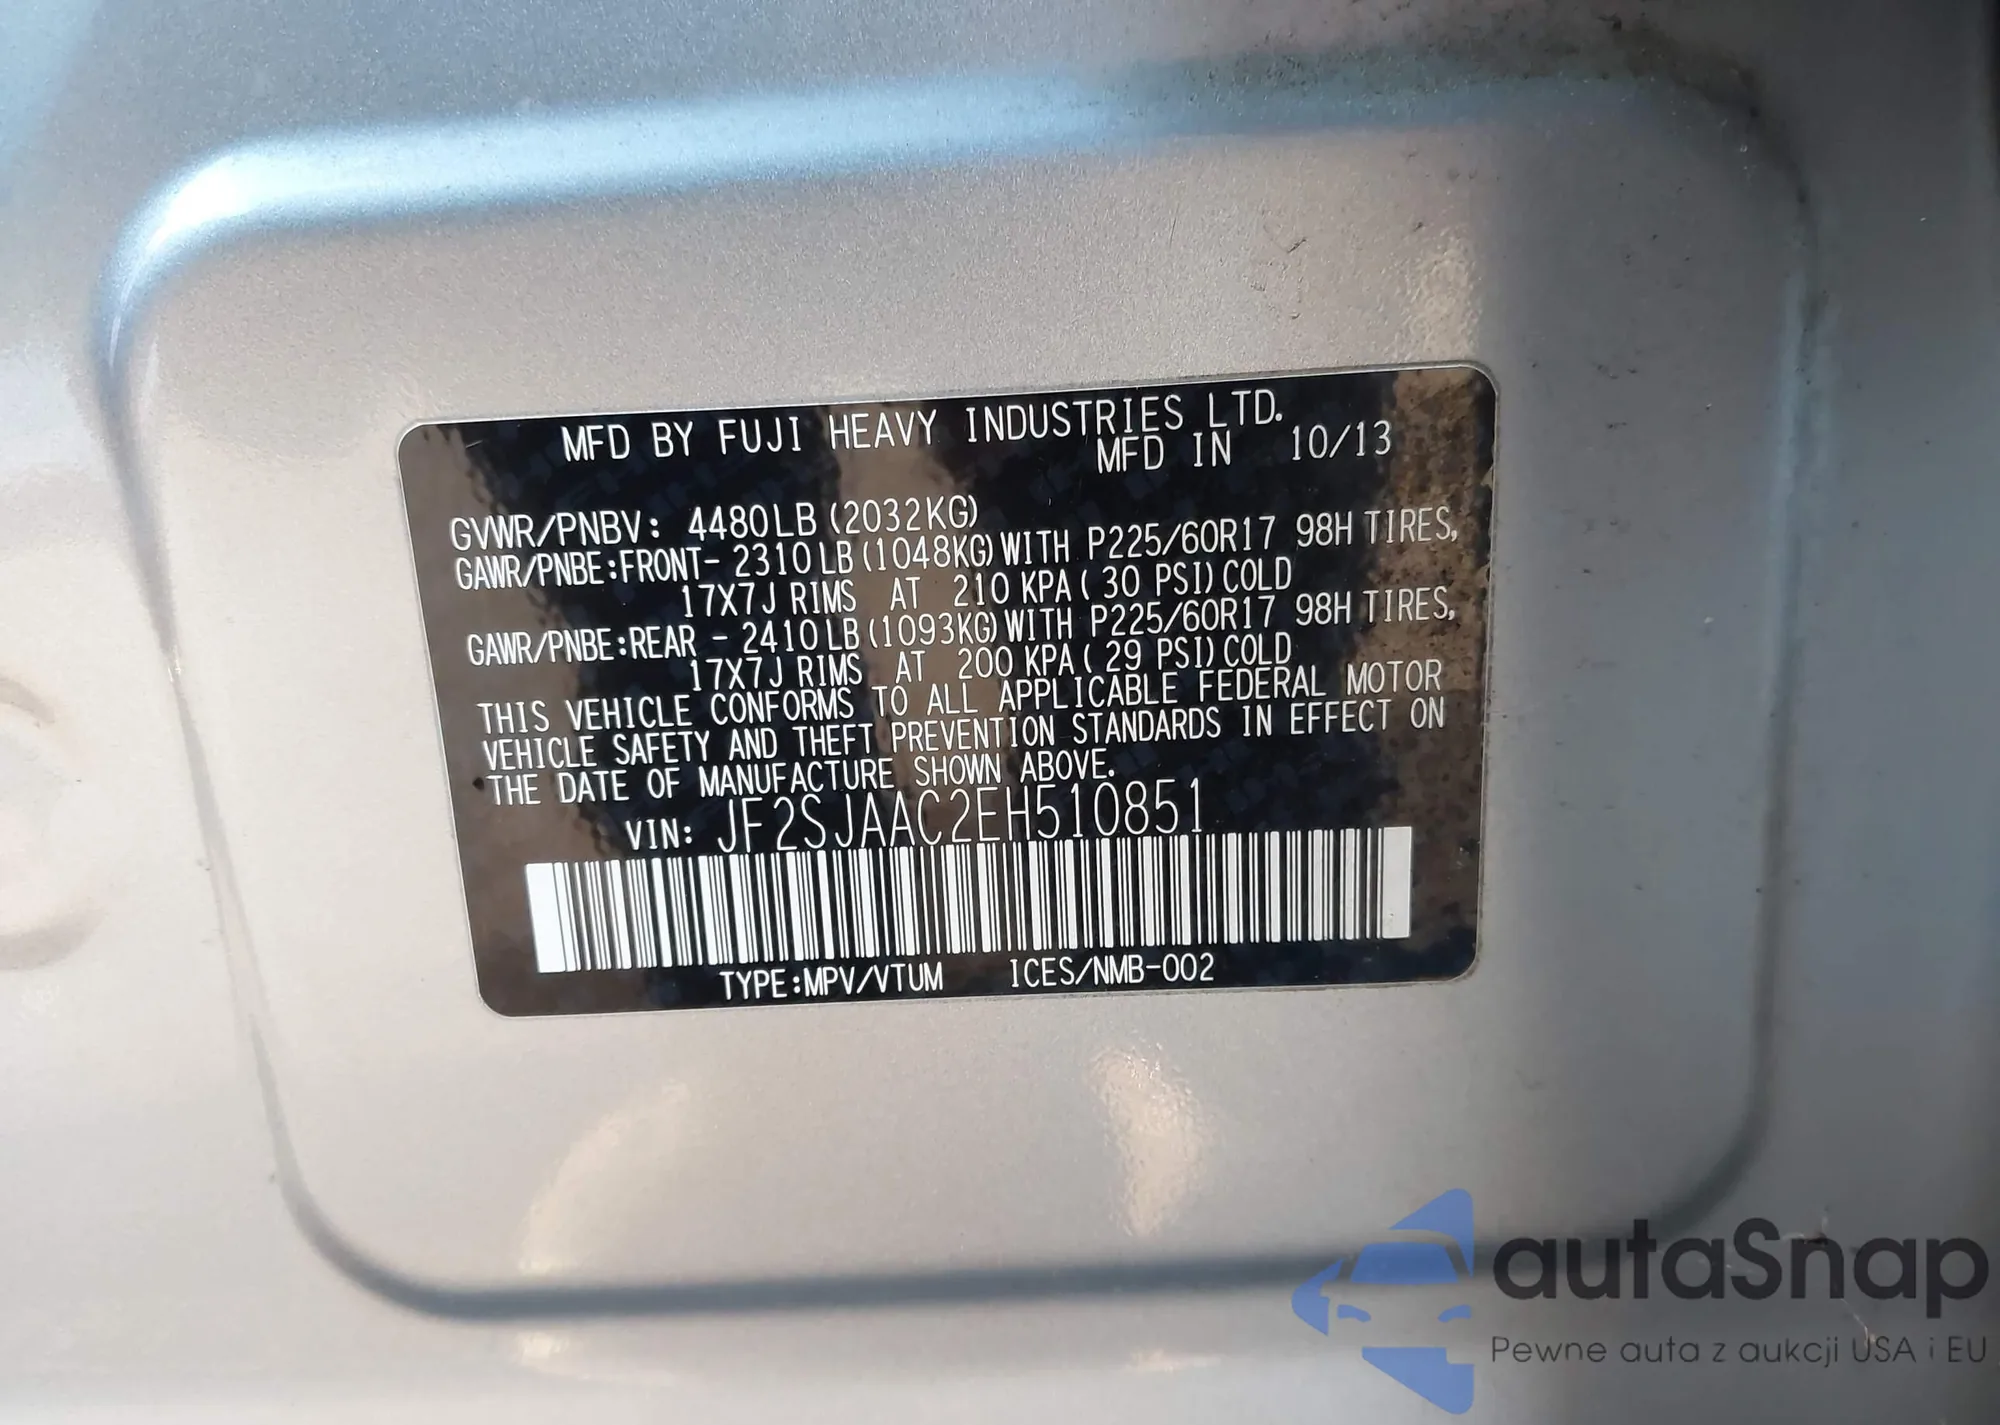 MFD BY FUJI HEAVY INDUSTRIES LTD.
MFD IN 10/13
GVWR/PNBV: 4480LB (2032KG)
GAWR/PNBE:FRONT- 2310LB (1048KG) WITH P225/60R17 98H TIRES,
17X7J RIMS AT 210 KPA( 30 PSI) COLD
GAWR/PNBE:REAR - 2410LB (1093KG) WITH P225/60R17 98H TIRES,
17X7J RIMS AT 200 KPA( 29 PSI) COLD
THIS VEHICLE CONFORMS TO ALL APPLICABLE FEDERAL MOTOR
VEHICLE SAFETY AND THEFT PREVENTION STANDARDS IN EFFECT ON
THE DATE OF MANUFACTURE SHOWN ABOVE.
VIN: JF2SJAAC2EH510851
TYPE:MPV/VTUM ICES/NMB-002
autoSnap
Pewne auta z aukcji USA i EU